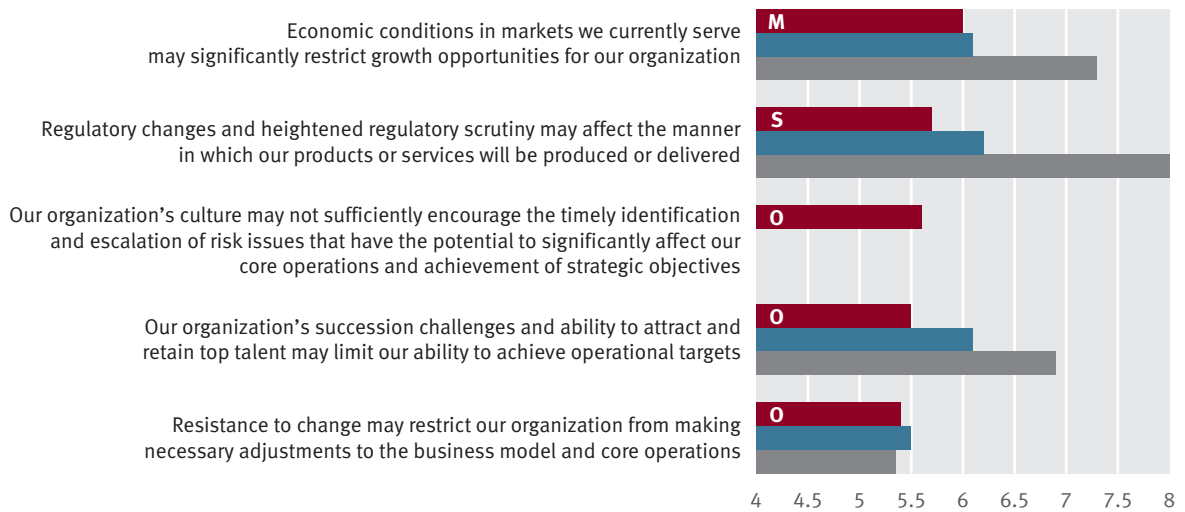 Economic conditions in markets we currently serve
may significantly restrict growth opportunities for our organization
M
Regulatory changes and heightened regulatory scrutiny may affect the manner
in which our products or services will be produced or delivered
S
Our organization’s culture may not sufficiently encourage the timely identification
and escalation of risk issues that have the potential to significantly affect our
core operations and achievement of strategic objectives
O
Our organization’s succession challenges and ability to attract and
retain top talent may limit our ability to achieve operational targets
O
Resistance to change may restrict our organization from making
necessary adjustments to the business model and core operations
O
4 4.5 5 5.5 6 6.5 7 7.5 8